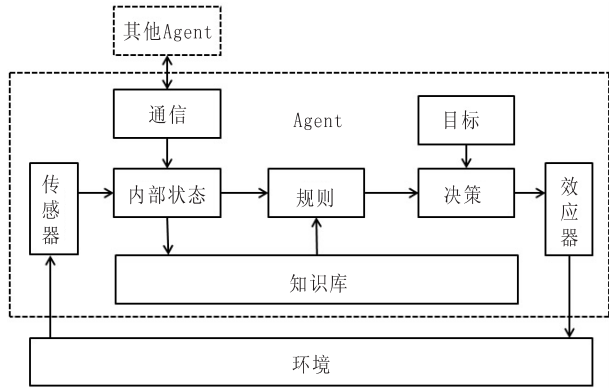 其他Agent
通信
Agent
目标
传感器
内部状态
规则
决策
效应器
知识库
环境